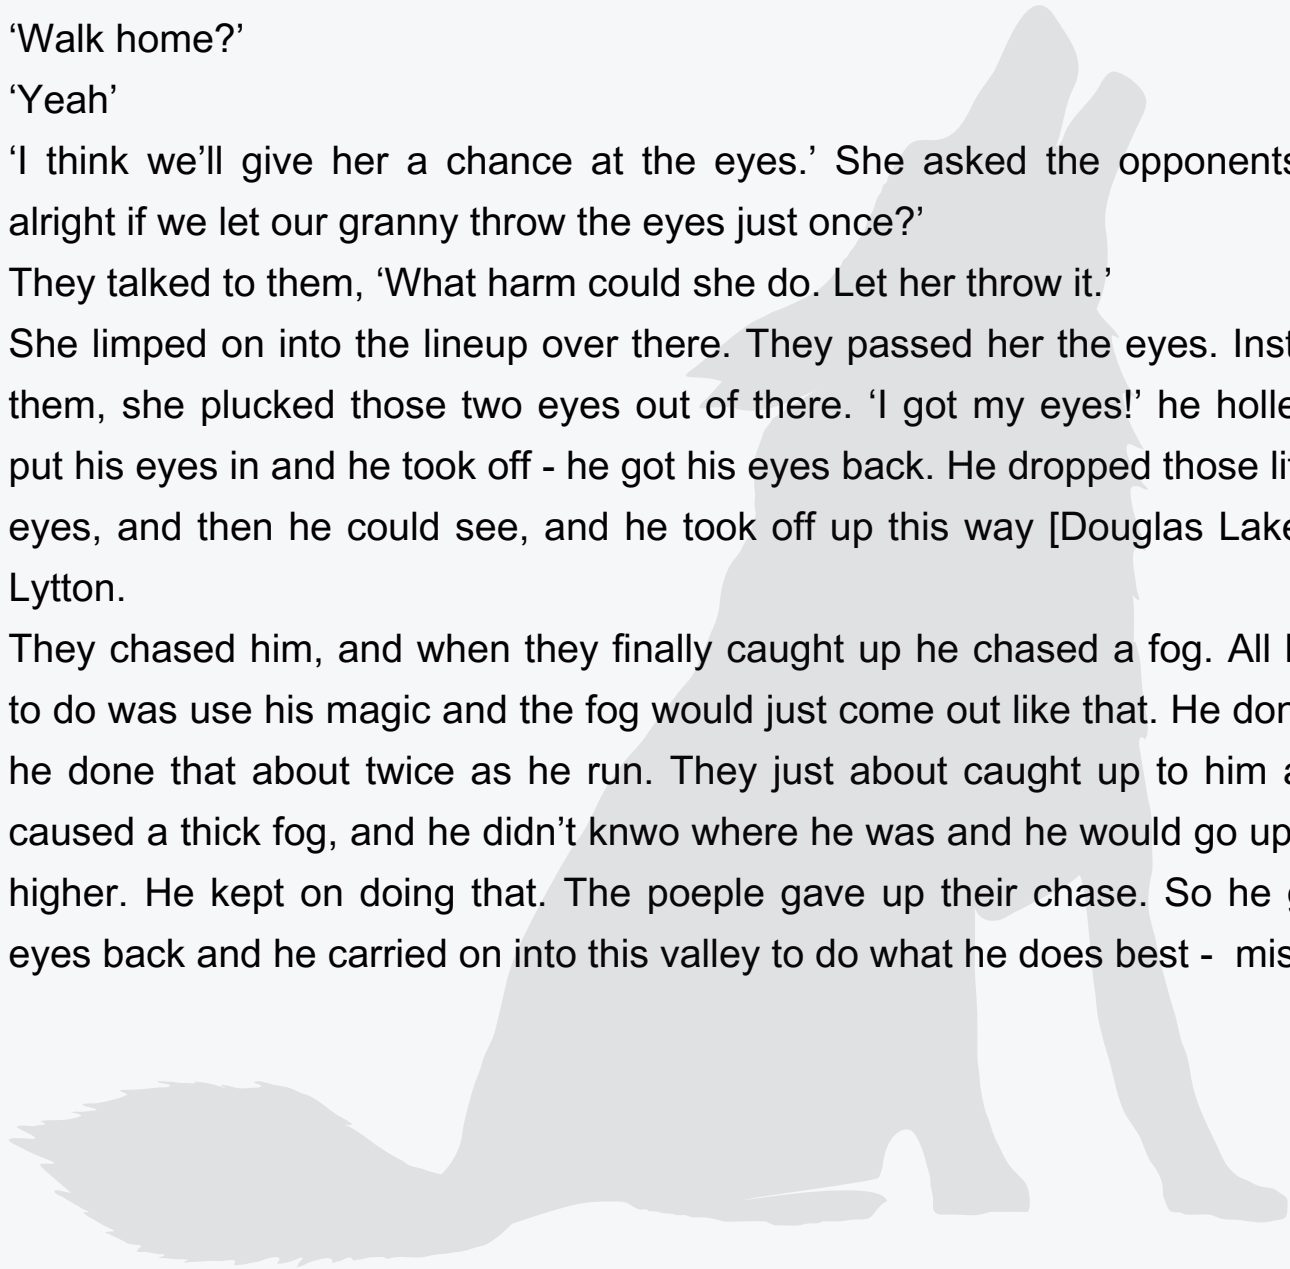 ‘Walk home?’
‘Yeah’
‘I think we’ll give her a chance at the eyes.’ She asked the opponents
alright if we let our granny throw the eyes just once?’
They talked to them, ‘What harm could she do. Let her throw it.’
She limped on into the lineup over there. They passed her the eyes.
them, she plucked those two eyes out of there. ‘I got my eyes!’ he
put his eyes in and he took off - he got his eyes back. He dropped those
eyes, and then he could see, and he took off up this way [Douglas Lake
Lytton.
They chased him, and when they finally caught up he chased a fog. All
to do was use his magic and the fog would just come out like that. He
he done that about twice as he run. They just about caught up to him
caused a thick fog, and he didn’t knwo where he was and he would go up
higher. He kept on doing that. The poeple gave up their chase. So he
eyes back and he carried on into this valley to do what he does best -